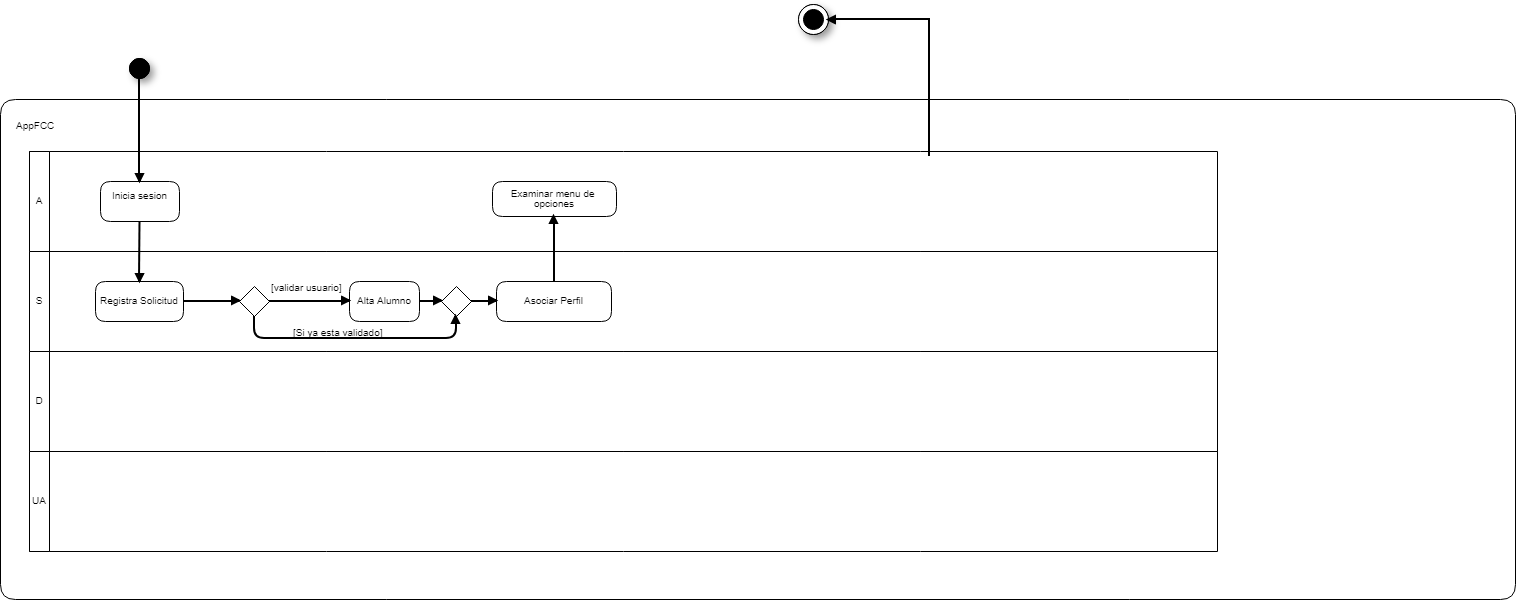 AppFCC
A
Inicia sesion
Examinar menu de
opciones
S
Registra Solicitud
[validar usuario]
Alta Alumno
Asociar Perfil
[Si ya esta validado]
D
UA